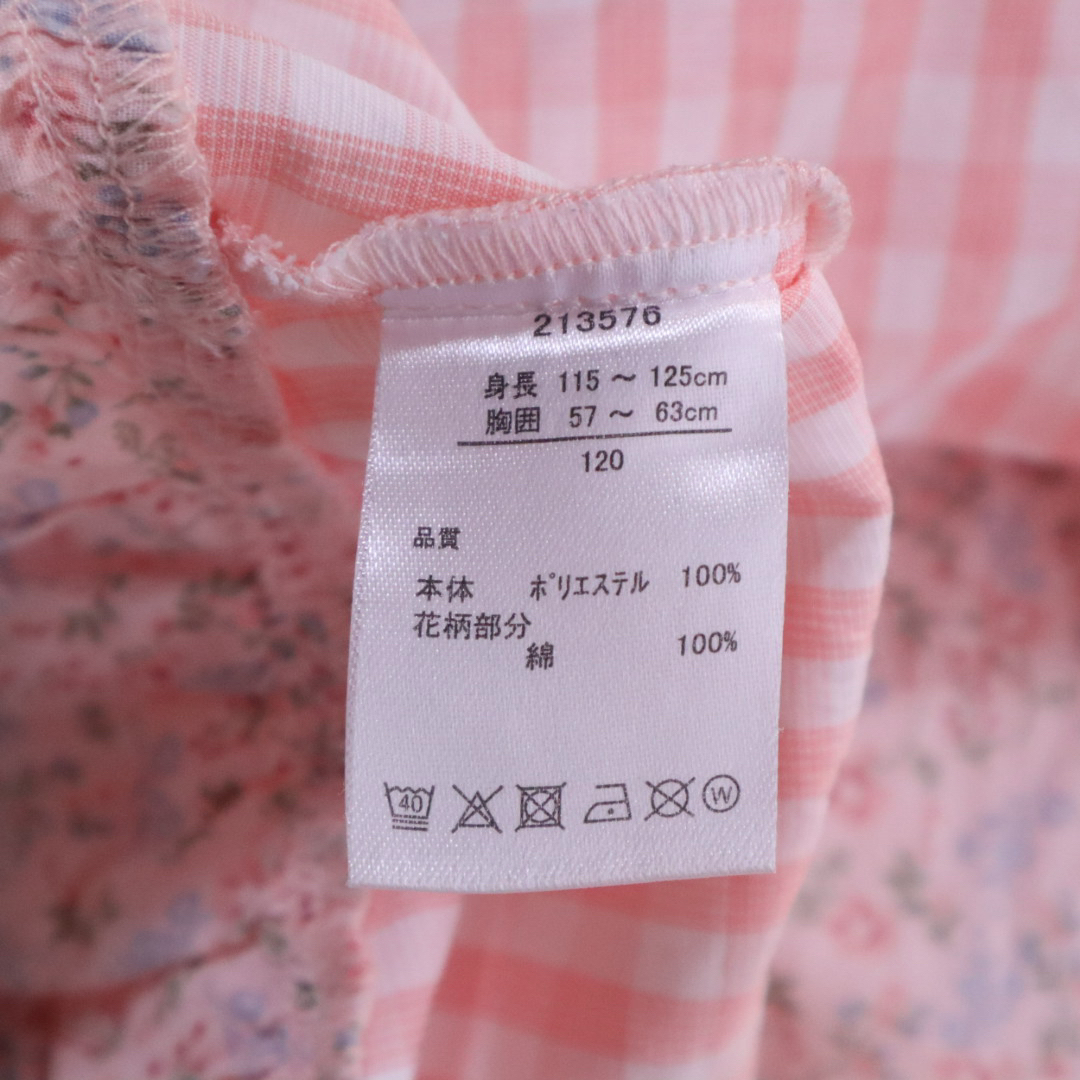 213576
身長 115 〜 125cm
胸囲 57 〜 63cm
120
品質
本体 ポリエステル 100%
花柄部分
綿 100%
40 W